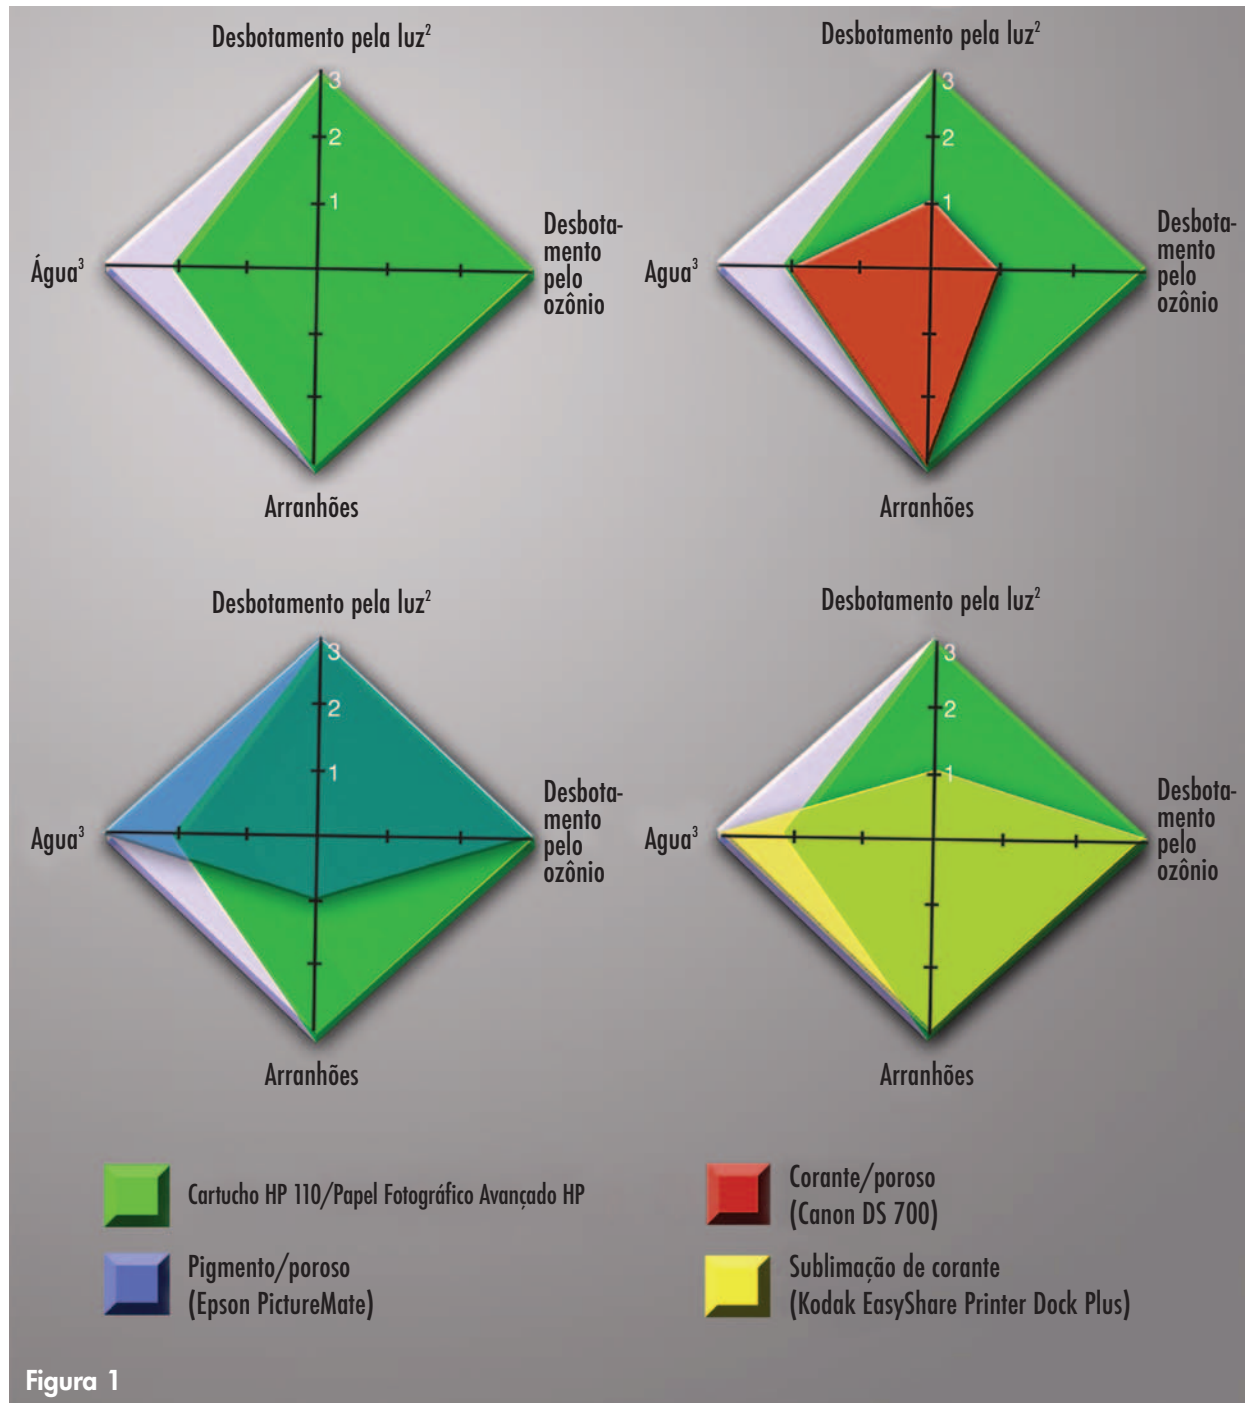 Desbotamento pela luz²
3
2
1
Água³
Desbota-
mento
pelo
ozônio
Arranhões
Desbotamento pela luz²
3
2
1
Agua³
Desbota-
mento
pelo
ozônio
Arranhões
Desbotamento pela luz²
3
2
1
Agua³
Desbota-
mento
pelo
ozônio
Arranhões
Desbotamento pela luz²
3
2
1
Agua³
Desbota-
mento
pelo
ozônio
Arranhões
Cartucho HP 110/Papel Fotográfico Avançado HP
Pigmento/poroso
(Epson PictureMate)
Corante/poroso
(Canon DS 700)
Sublimação de corante
(Kodak EasyShare Printer Dock Plus)
Figura 1